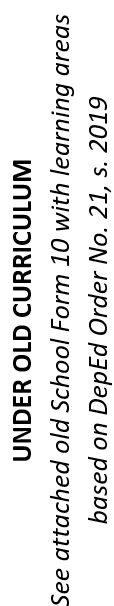 UNDER OLD CURRICULUM
See attached old School Form 10 with learning areas
based on DepEd Order No. 21, s. 2019